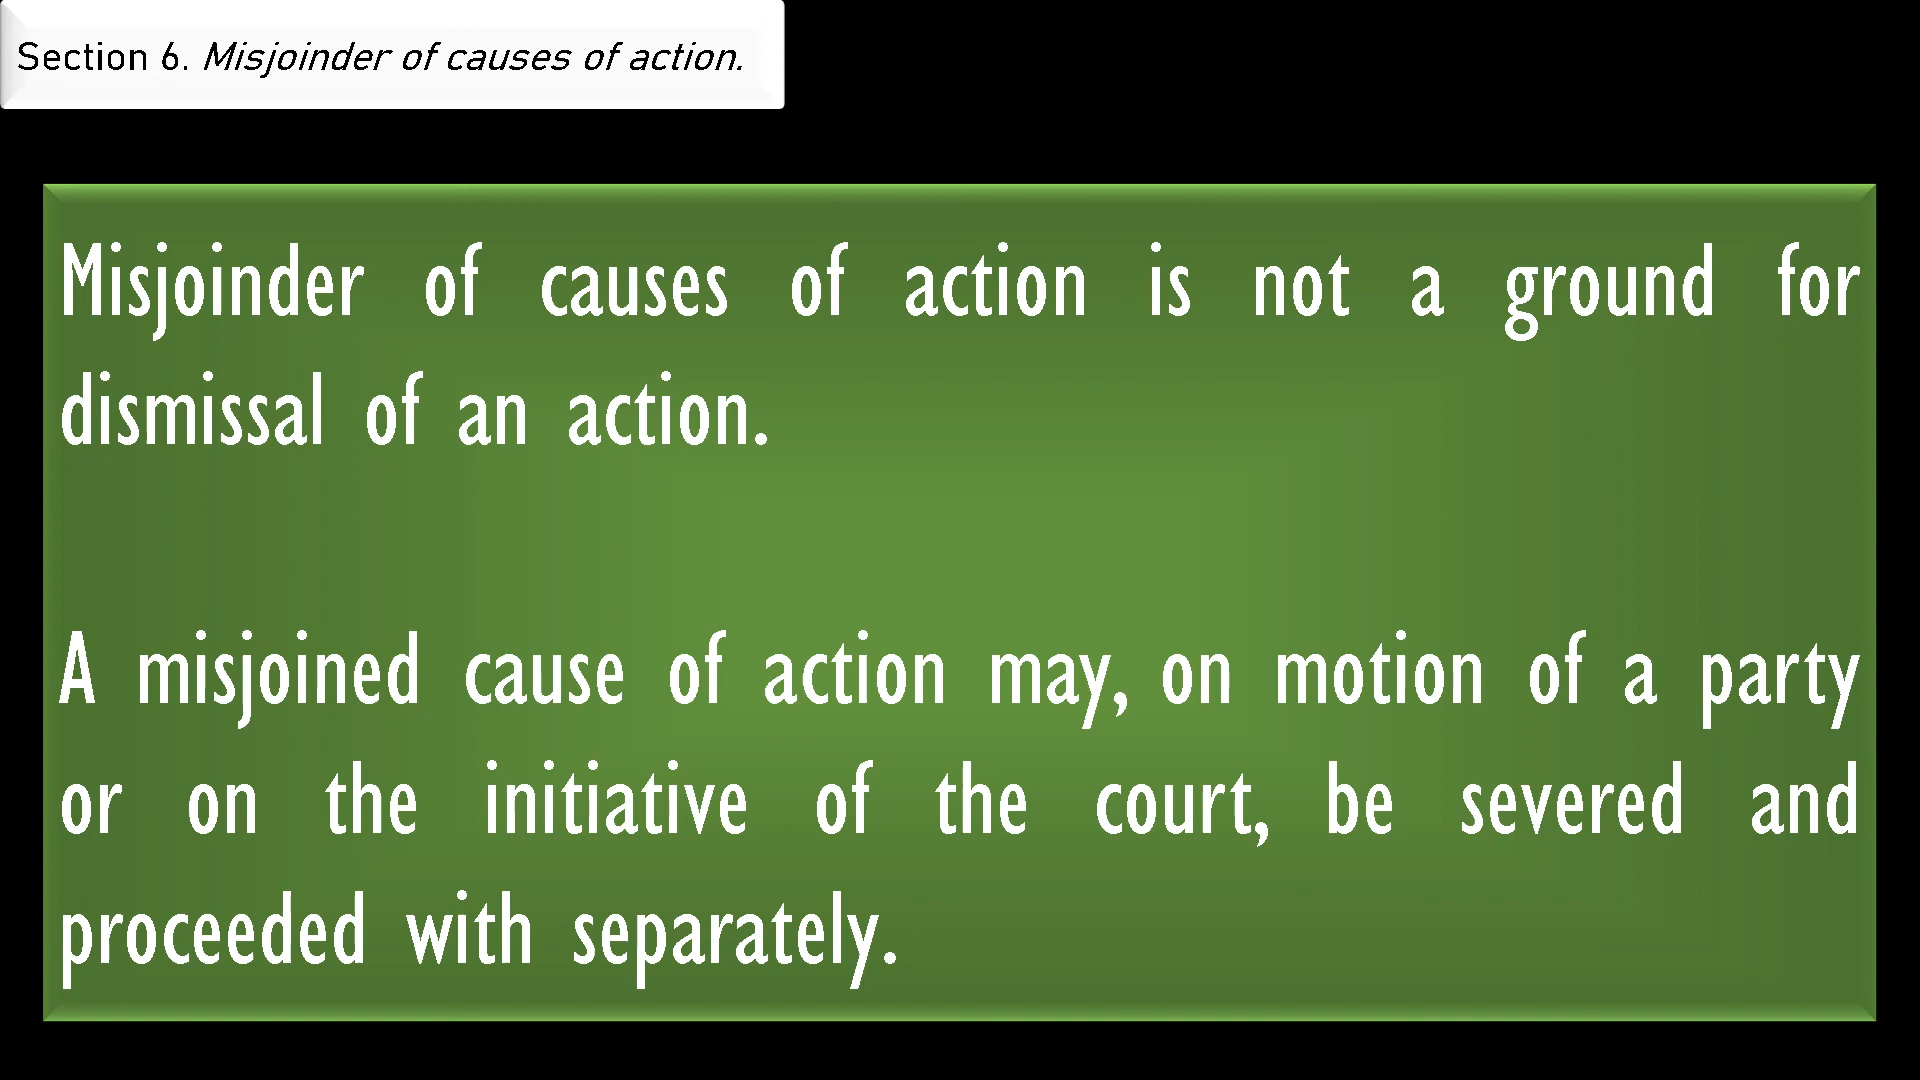 Section 6. Misjoinder of causes of action.
Misjoinder of causes of action is not a ground for
dismissal of an action.
A misjoined cause of action may, on motion of a party
or on the initiative of the court, be severed and
proceeded with separately.